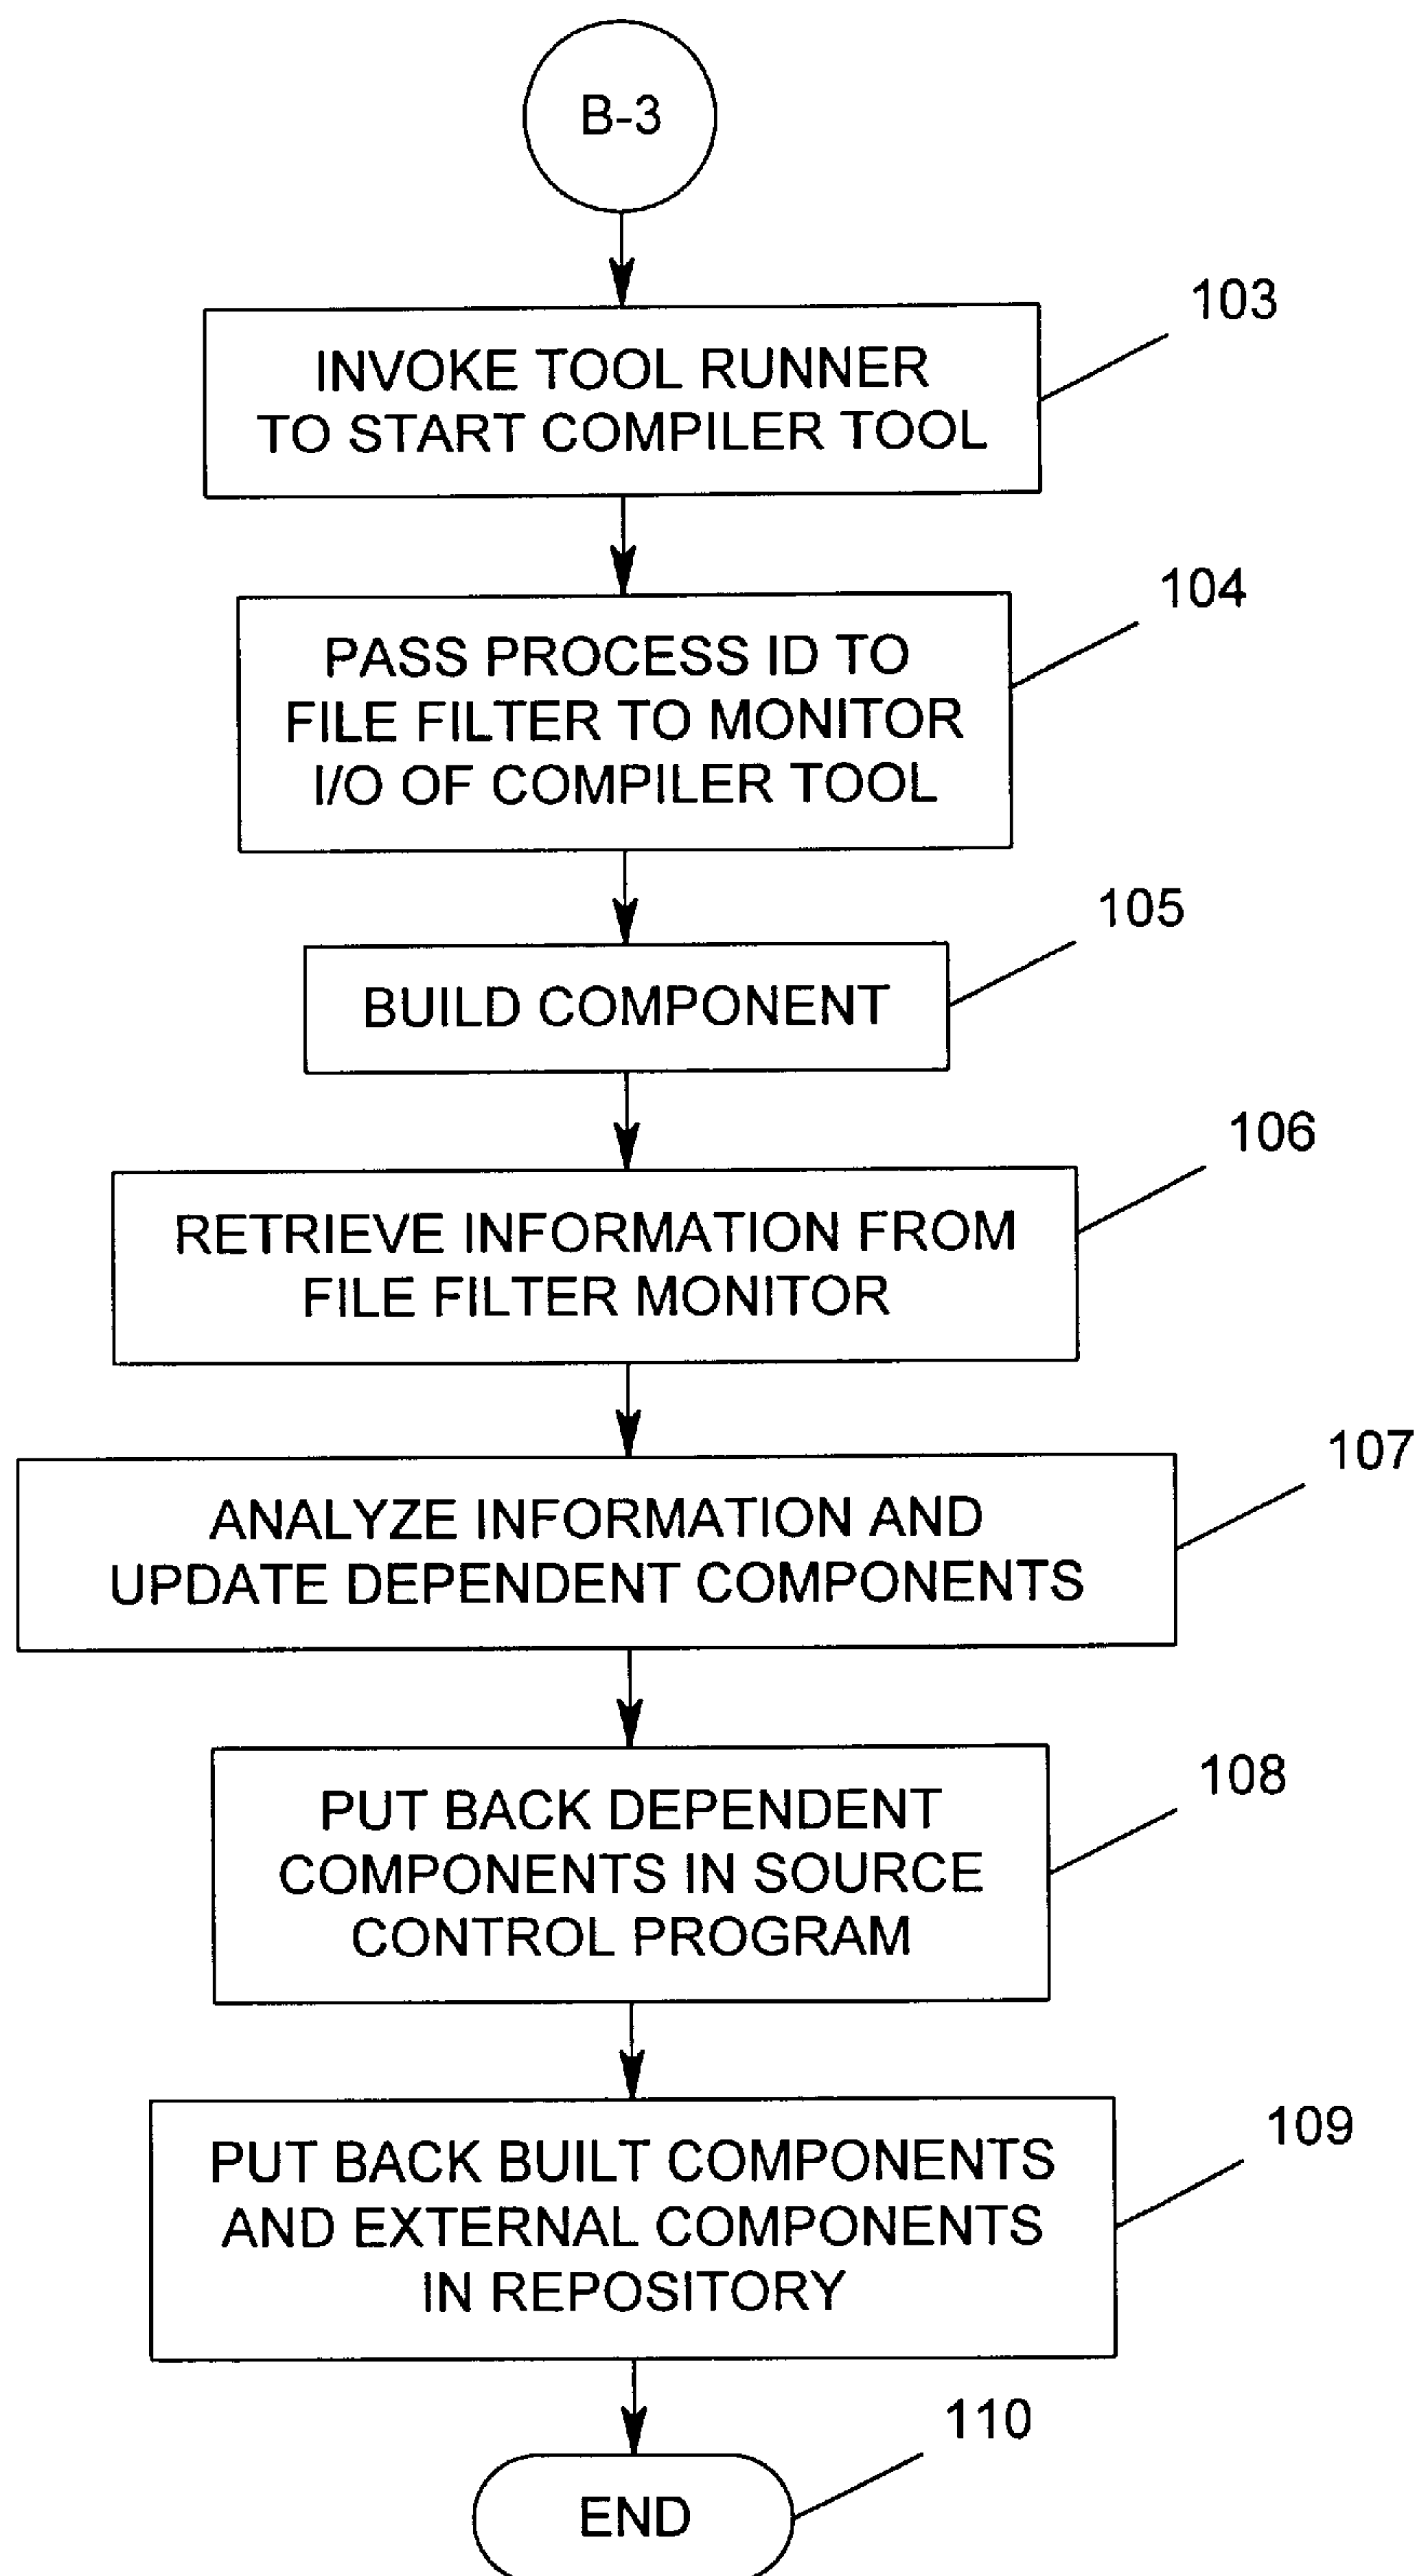 B-3
103
INVOKE TOOL RUNNER
TO START COMPILER TOOL
104
PASS PROCESS ID TO
FILE FILTER TO MONITOR
I/O OF COMPILER TOOL
105
BUILD COMPONENT
106
RETRIEVE INFORMATION FROM
FILE FILTER MONITOR
107
ANALYZE INFORMATION AND
UPDATE DEPENDENT COMPONENTS
108
PUT BACK DEPENDENT
COMPONENTS IN SOURCE
CONTROL PROGRAM
109
PUT BACK BUILT COMPONENTS
AND EXTERNAL COMPONENTS
IN REPOSITORY
110
END